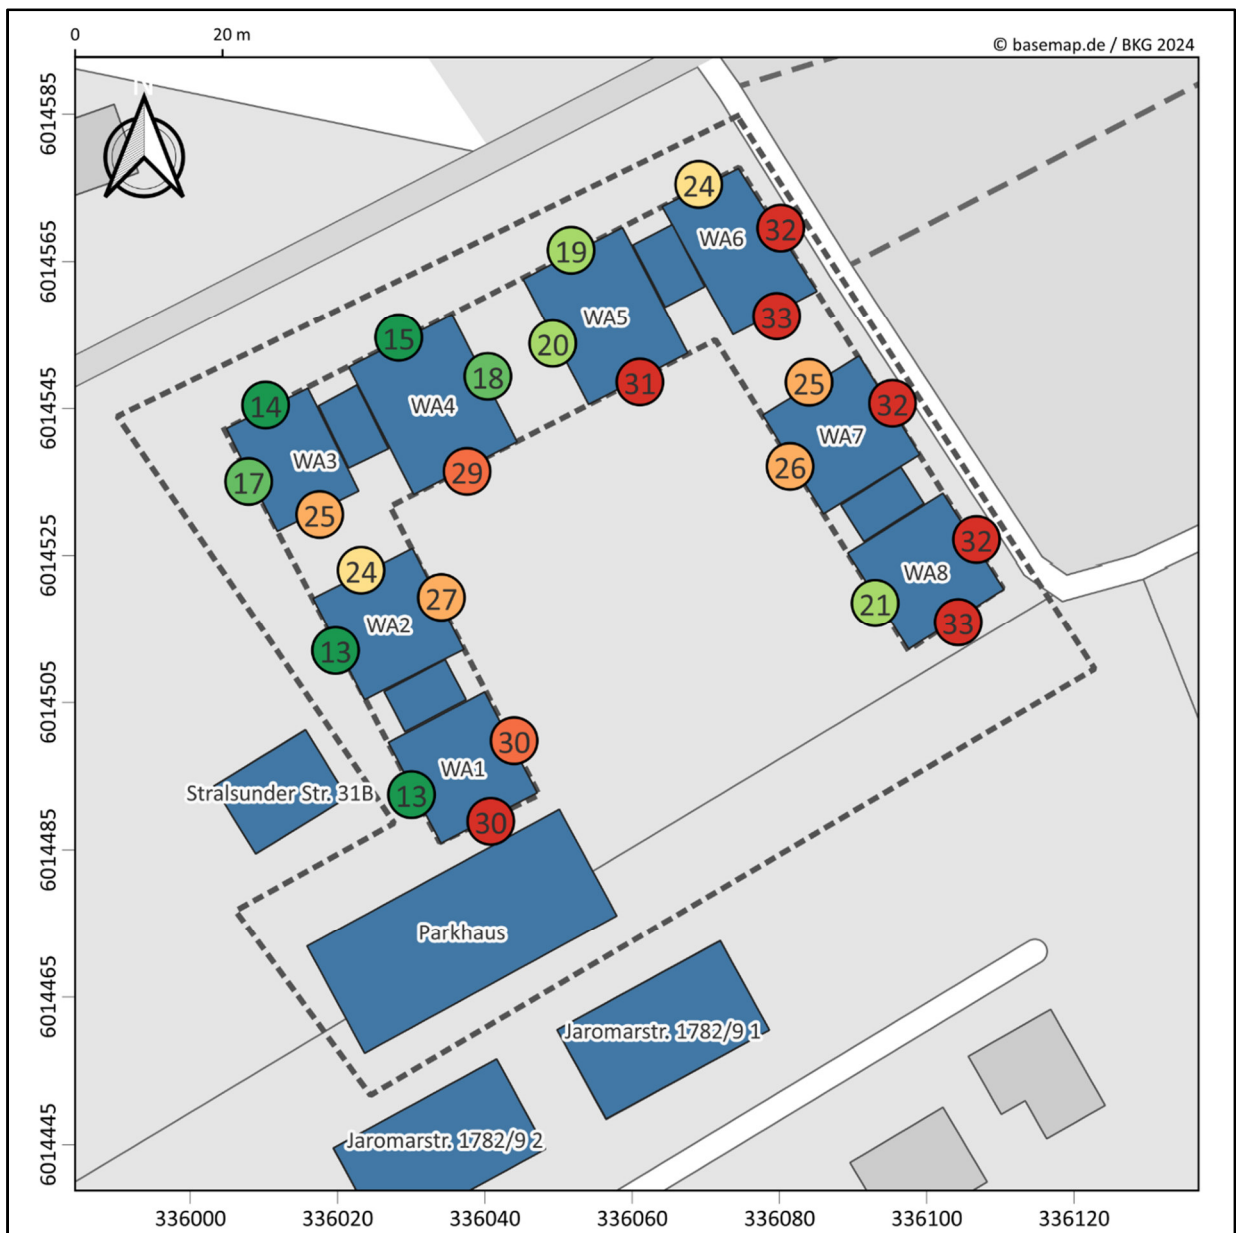 0
20 m
© basemap.de / BKG 2024
N
6014585
6014565
6014545
6014525
6014505
6014485
6014465
6014445
24
WA6
32
33
19
WA5
20
31
15
18
WA4
29
14
WA3
17
25
25
32
WA7
26
32
WA8
21
33
24
27
WA2
13
30
WA1
13
30
Stralsunder Str. 31B
Parkhaus
Jaromarstr. 1782/9 1
Jaromarstr. 1782/9 2
336000
336020
336040
336060
336080
336100
336120